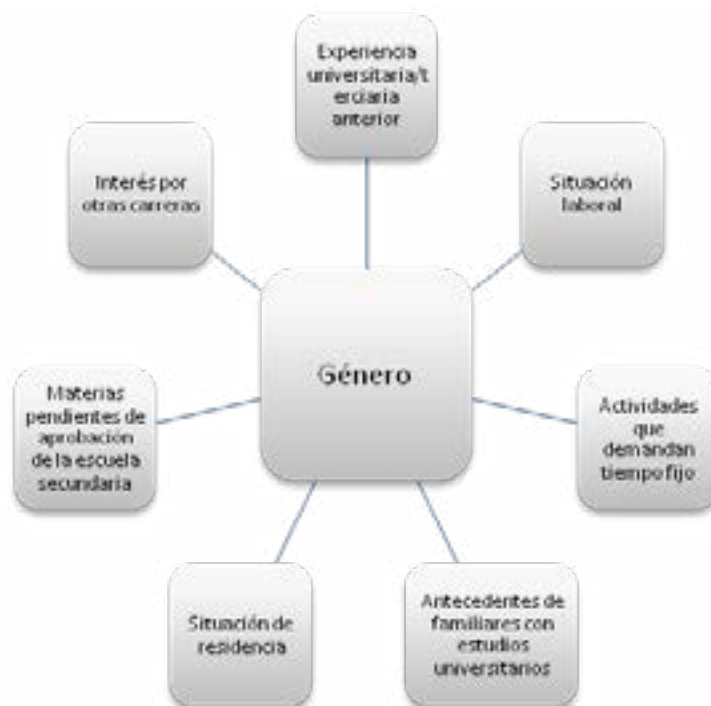 Experiencia
universitaria/t
erciaria
anterior
Interés por
otras carreras
Situación
laboral
Género
Materias
pendientes de
aprobación
de la escuela
secundaria
Actividades
que
demandan
tiempo fijo
Situación de
residencia
Antecedentes de
familiares con
estudios
universitarios